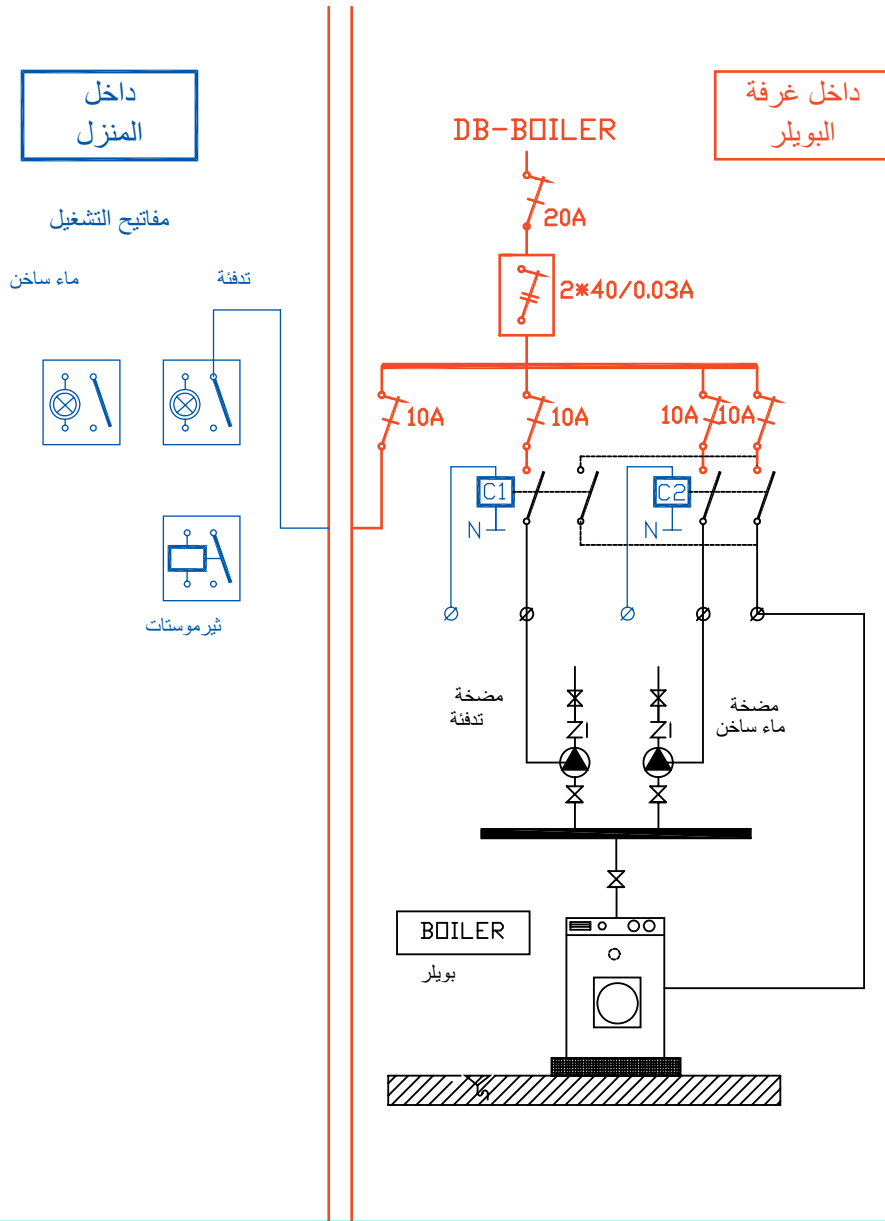 داخل
المنزل
داخل غرفة
البويلر
DB-BOILER
20A
2*40/0.03A
مفاتيح التشغيل
تدفئة
ماء ساخن
10A
10A
10A
10A
C1
C2
N
N
ثيرموستات
مضخة
تدفئة
مضخة
ماء ساخن
BOILER
بويلر